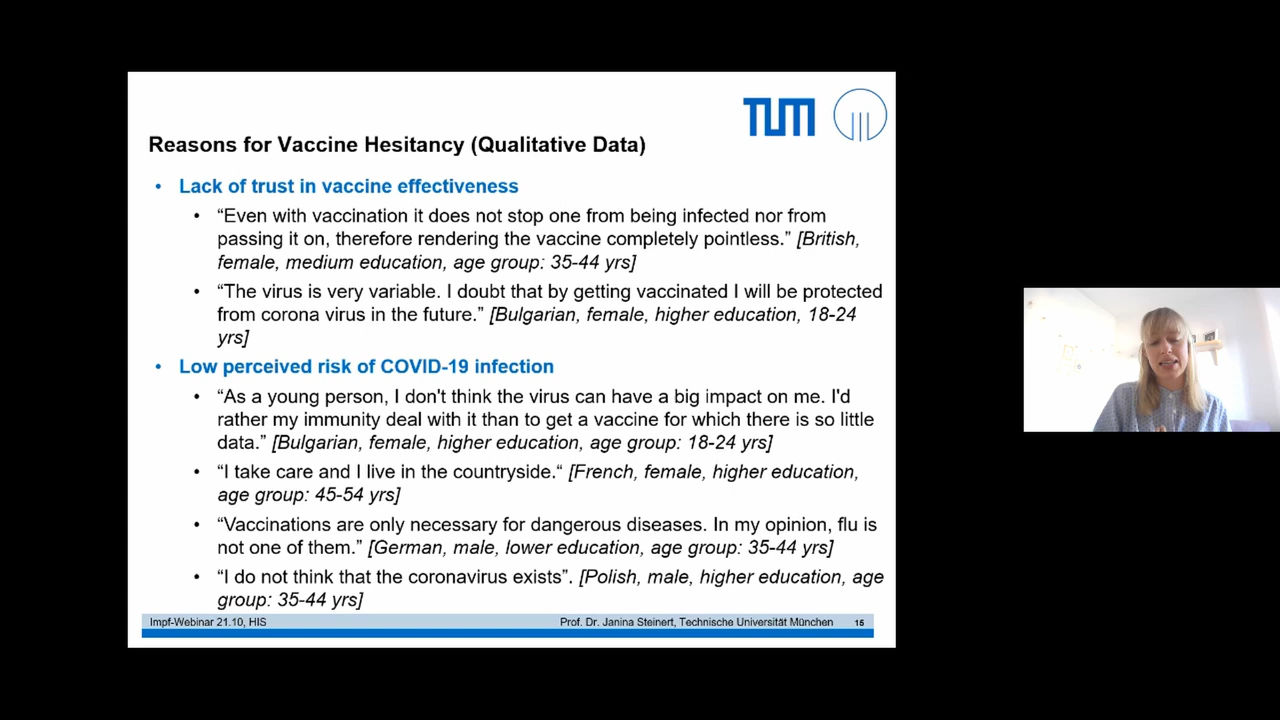 TUM
Reasons for Vaccine Hesitancy (Qualitative Data)
• Lack of trust in vaccine effectiveness
• “Even with vaccination it does not stop one from being infected nor from
passing it on, therefore rendering the vaccine completely pointless.” [British,
female, medium education, age group: 35-44 yrs]
• “The virus is very variable. I doubt that by getting vaccinated I will be protected
from corona virus in the future.” [Bulgarian, female, higher education, 18-24
yrs]
• Low perceived risk of COVID-19 infection
• “As a young person, I don't think the virus can have a big impact on me. I'd
rather my immunity deal with it than to get a vaccine for which there is so little
data.” [Bulgarian, female, higher education, age group: 18-24 yrs]
• “I take care and I live in the countryside.“ [French, female, higher education,
age group: 45-54 yrs]
• “Vaccinations are only necessary for dangerous diseases. In my opinion, flu is
not one of them.” [German, male, lower education, age group: 35-44 yrs]
• “I do not think that the coronavirus exists”. [Polish, male, higher education, age
group: 35-44 yrs]
Impf-Webinar 21.10, HIS
Prof. Dr. Janina Steinert, Technische Universität München 15